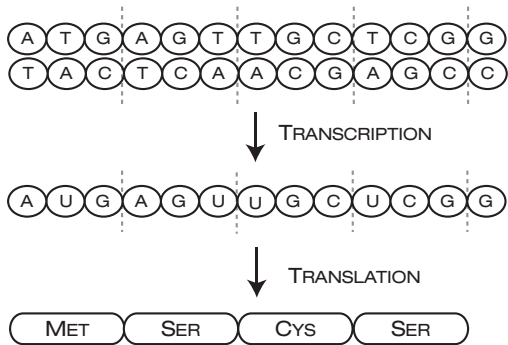 A T G A G T T G C T C G G
T A C T C A A C G A G C C
TRANSCRIPTION
A U G A G U U G C U C G G
TRANSLATION
MET SER CYS SER